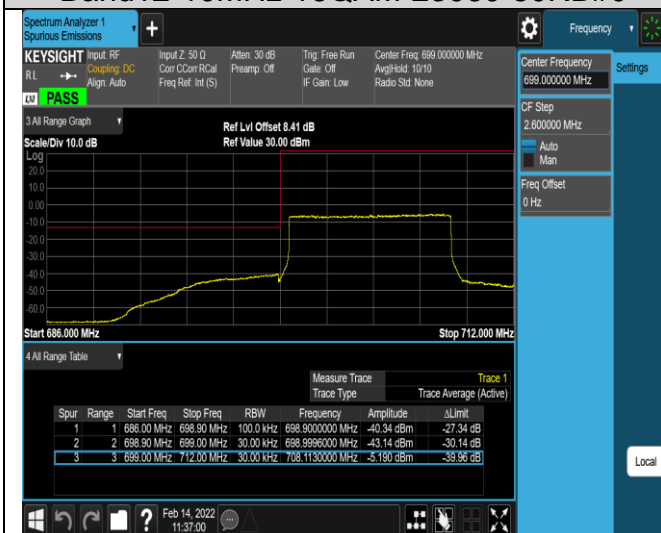 Spectrum Analyzer 1
Spurious Emissions
Frequency
KEYSIGHT Input: RF
Coupling: DC
Align: Auto
Input Z: 50 Ω
Corr CCorr RCal
Freq Ref: Int (S)
Atten: 30 dB
Preamp: Off
Trig: Free Run
Gate: Off
IF Gain: Low
Center Freq: 699.000000 MHz
Avg|Hold: 10/10
Radio Std: None
RL
PASS
Center Frequency
699.000000 MHz
Settings
CF Step
2.600000 MHz
Auto
Man
Freq Offset
0 Hz
3 All Range Graph
Scale/Div 10.0 dB
Ref Lvl Offset 8.41 dB
Ref Value 30.00 dBm
Log
20.0
10.0
0.00
-10.0
-20.0
-30.0
-40.0
-50.0
-60.0
Start 686.000 MHz Stop 712.000 MHz
4 All Range Table
Measure Trace Trace 1
Trace Type Trace Average (Active)
Spur Range Start Freq Stop Freq RBW Frequency Amplitude ΔLimit
1 1 686.00 MHz 698.90 MHz 100.0 kHz 698.9000000 MHz -40.34 dBm -27.34 dB
2 2 698.90 MHz 699.00 MHz 30.00 kHz 698.9996000 MHz -43.14 dBm -30.14 dB
3 3 699.00 MHz 712.00 MHz 30.00 kHz 708.1130000 MHz -5.190 dBm -39.96 dB
Local
Feb 14, 2022
11:37:00